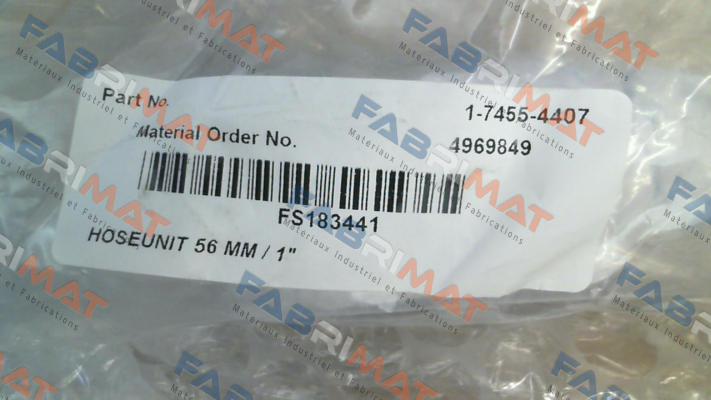 Part No. 1-7455-4407
Material Order No. 4969849
FS183441
HOSEUNIT 56 MM / 1"
FABRIMAT
Matériaux Industriel et Fabrications